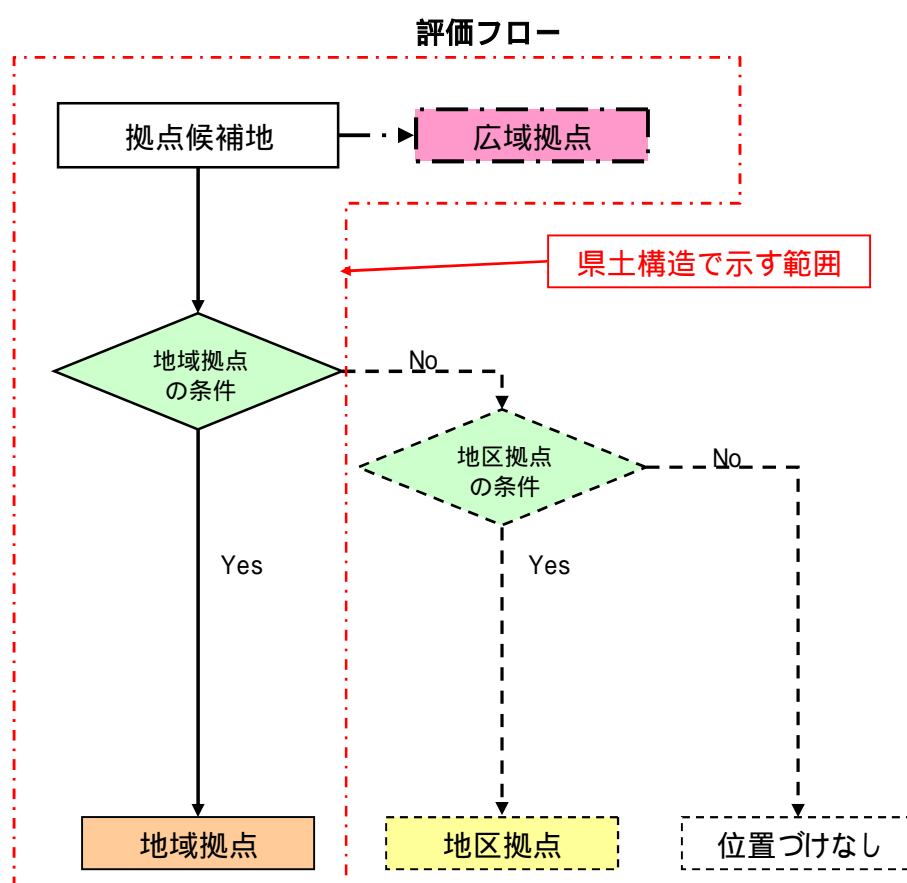 評価フロー
拠点候補地
広域拠点
県土構造で示す範囲
地域拠点
の条件
No
地区拠点
の条件
No
Yes
Yes
地域拠点
地区拠点
位置づけなし